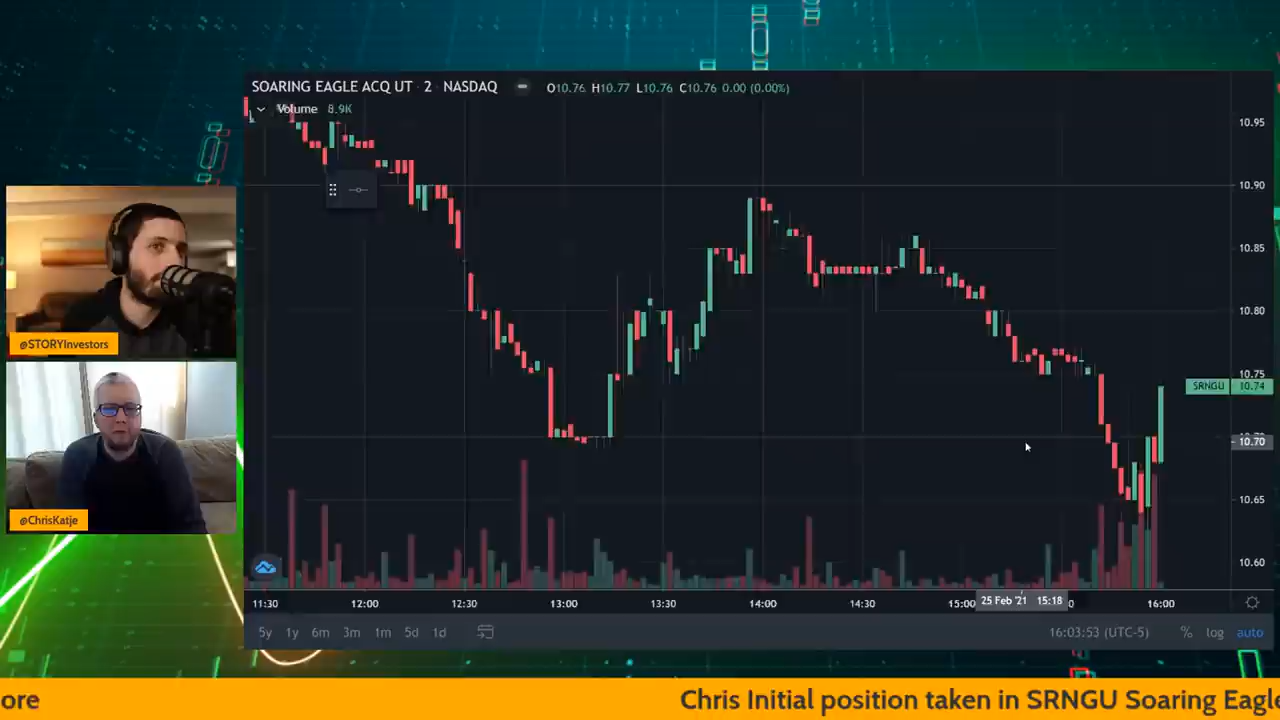 SOARING EAGLE ACQ UT · 2 · NASDAQ
O10.76 H10.77 L10.76 C10.76 0.00 (0.00%)
Volume 8.9K
10.95
10.90
10.85
10.80
10.75
SRNGU 10.74
10.70
10.65
10.60
@STORYInvestors
@ChrisKatje
11:30 12:00 12:30 13:00 13:30 14:00 14:30 15:00 25 Feb '21 15:18 16:00
5y 1y 6m 3m 1m 5d 1d
16:03:53 (UTC-5) % log auto
ore
Chris Initial position taken in SRNGU Soaring Eagle